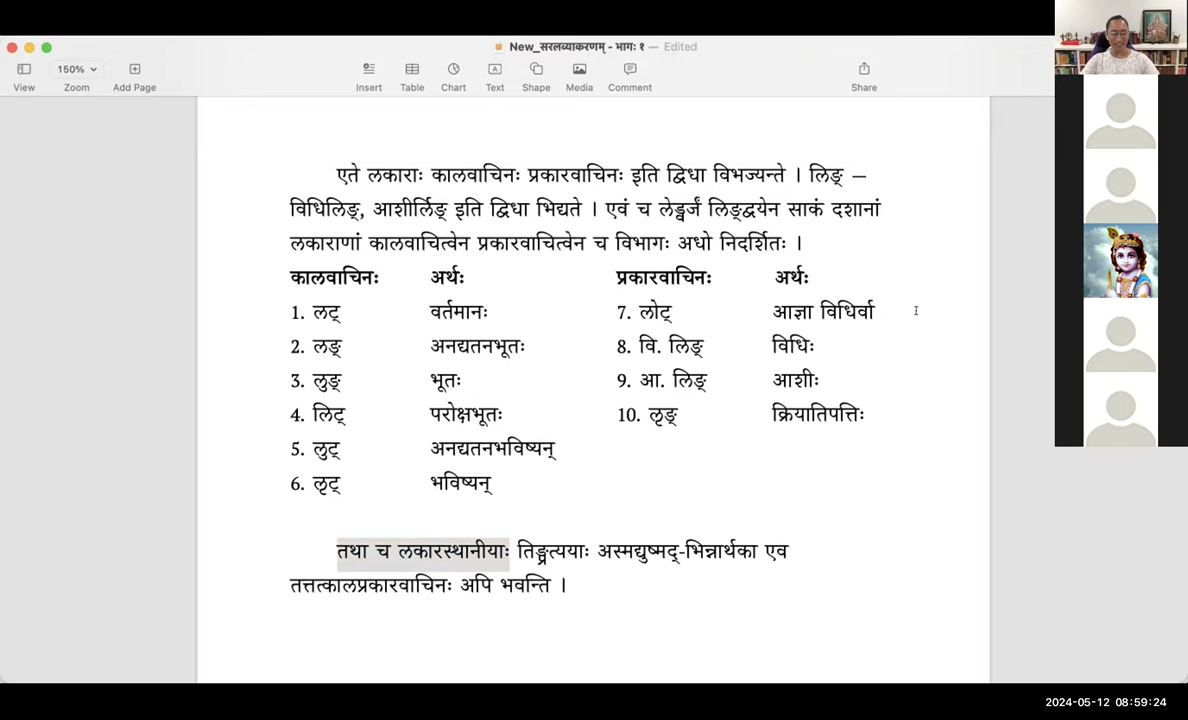 New_सरलव्याकरणम् - भागः १ — Edited
150%
View Zoom Add Page Insert Table Chart Text Shape Media Comment Share
एते लकाराः कालवाचिनः प्रकारवाचिनः इति द्विधा विभज्यन्ते । लिङ् –
विधिलिङ्, आशीर्लिङ् इति द्विधा भिद्यते । एवं च लेड्वर्जं लिङ्द्वयेन साकं दशानां
लकाराणां कालवाचित्वेन प्रकारवाचित्वेन च विभागः अधो निदर्शितः ।
कालवाचिनः अर्थः प्रकारवाचिनः अर्थः
1. लट् वर्तमानः 7. लोट् आज्ञा विधिर्वा
2. लङ् अनद्यतनभूतः 8. वि. लिङ् विधिः
3. लुङ् भूतः 9. आ. लिङ् आशीः
4. लिट् परोक्षभूतः 10. लृङ् क्रियातिपत्तिः
5. लुट् अनद्यतनभविष्यन्
6. लृट् भविष्यन्
तथा च लकारस्थानीयाः तिङ्प्रत्ययाः अस्मद्युष्मद्-भिन्नार्थका एव
तत्तत्कालप्रकारवाचिनः अपि भवन्ति ।
2024-05-12 08:59:24